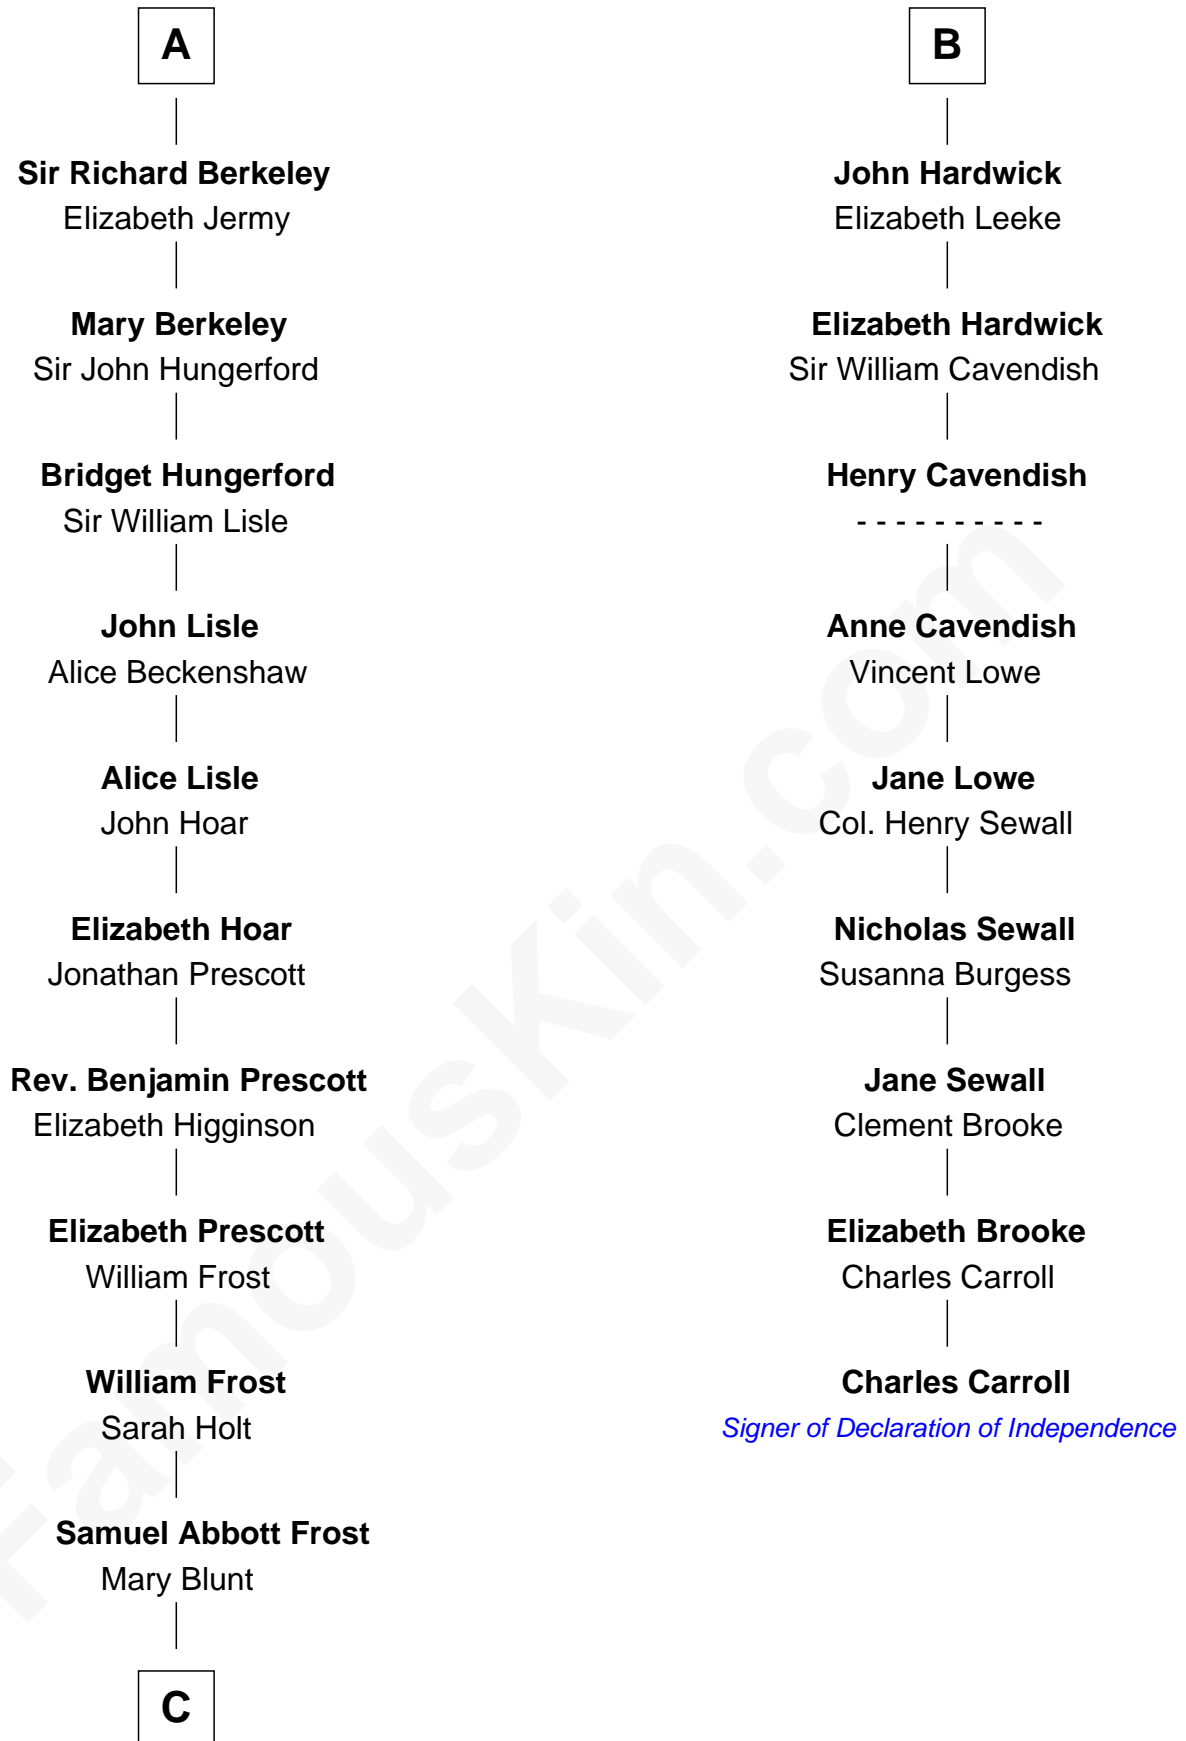 A
Sir Richard Berkeley
Elizabeth Jermy
Mary Berkeley
Sir John Hungerford
Bridget Hungerford
Sir William Lisle
John Lisle
Alice Beckenshaw
Alice Lisle
John Hoar
Elizabeth Hoar
Jonathan Prescott
Rev. Benjamin Prescott
Elizabeth Higginson
Elizabeth Prescott
William Frost
William Frost
Sarah Holt
Samuel Abbott Frost
Mary Blunt
C
B
John Hardwick
Elizabeth Leeke
Elizabeth Hardwick
Sir William Cavendish
Henry Cavendish
- - - - - - - - - -
Anne Cavendish
Vincent Lowe
Jane Lowe
Col. Henry Sewall
Nicholas Sewall
Susanna Burgess
Jane Sewall
Clement Brooke
Elizabeth Brooke
Charles Carroll
Charles Carroll
Signer of Declaration of Independence
FamousKin.com